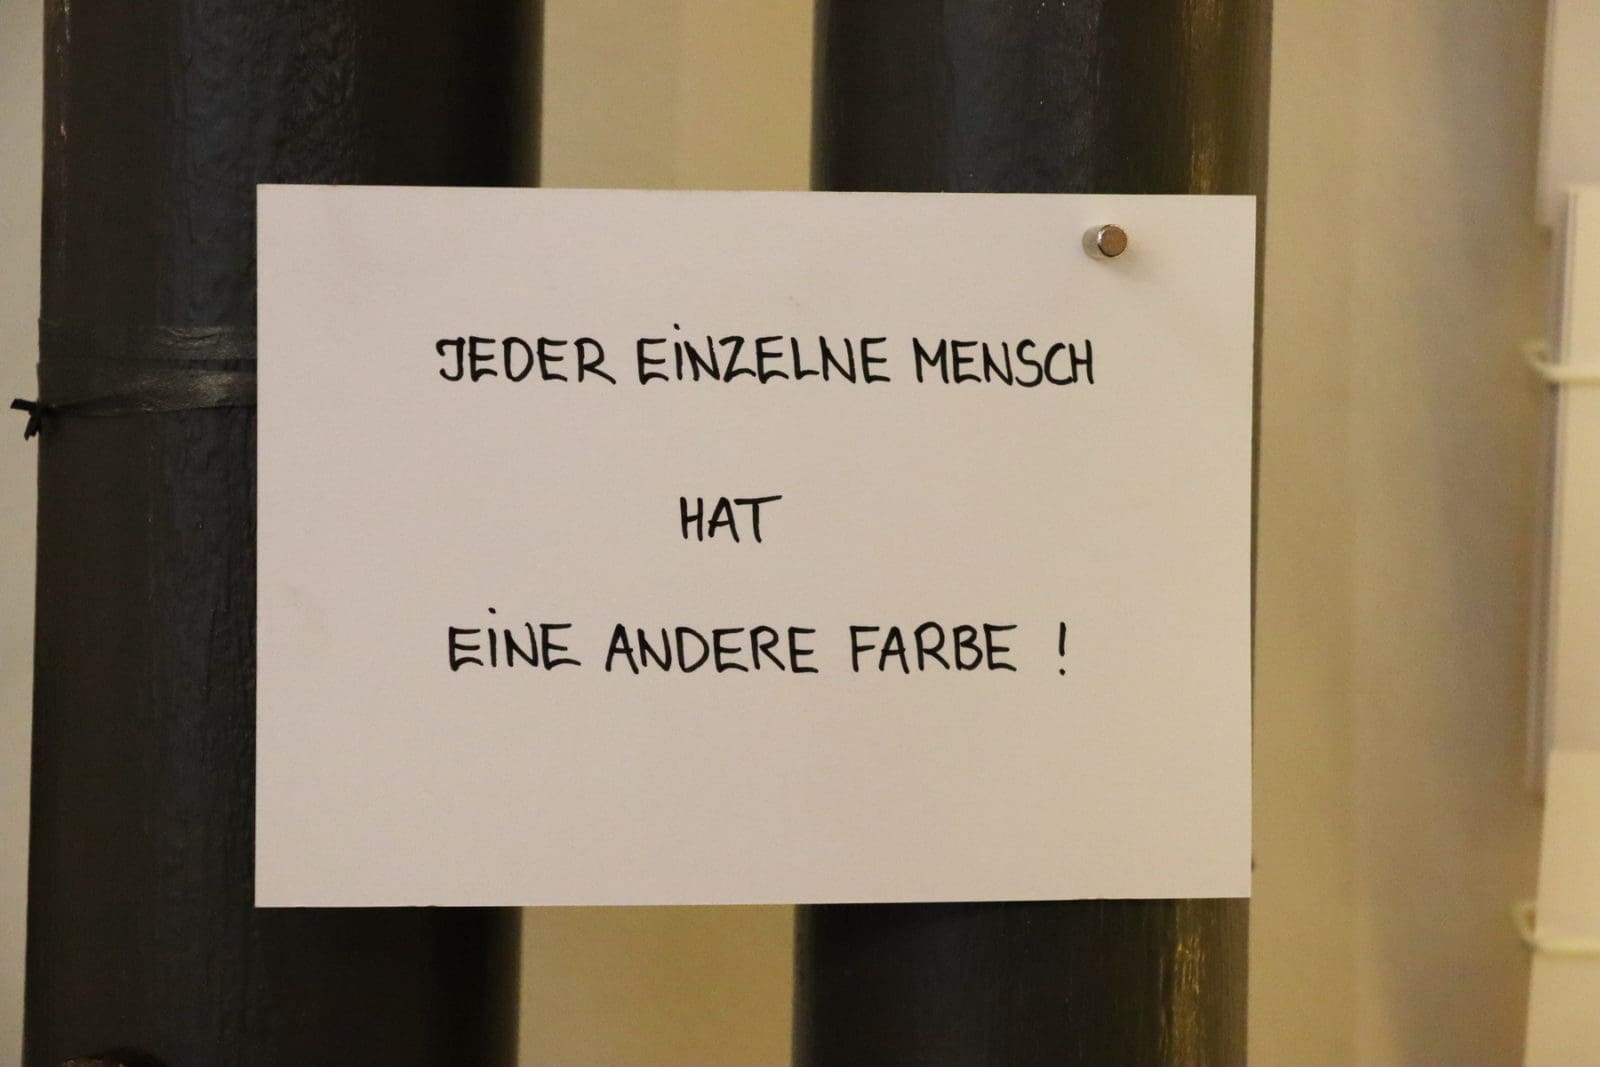 JEDER EINZELNE MENSCH
HAT
EINE ANDERE FARBE !